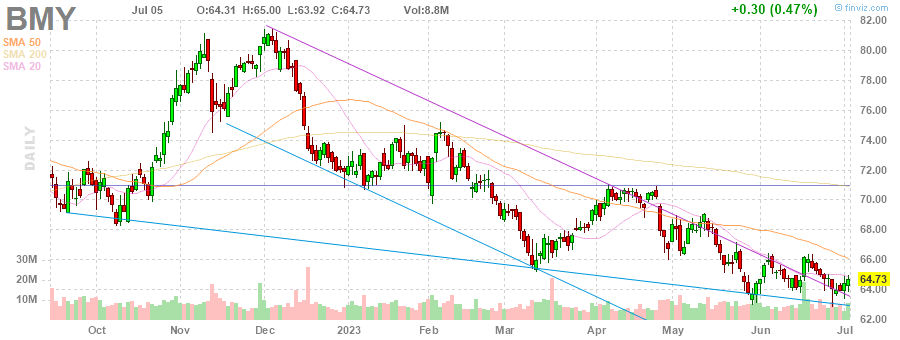 BMY
Jul 05 O:64.31 H:65.00 L:63.92 C:64.73 Vol:8.8M +0.30 (0.47%) © finviz.com
SMA 50
SMA 200
SMA 20
DAILY
82.00
80.00
78.00
76.00
74.00
72.00
70.00
68.00
66.00
64.73
64.00
62.00
30M
20M
10M
Oct Nov Dec 2023 Feb Mar Apr May Jun Jul